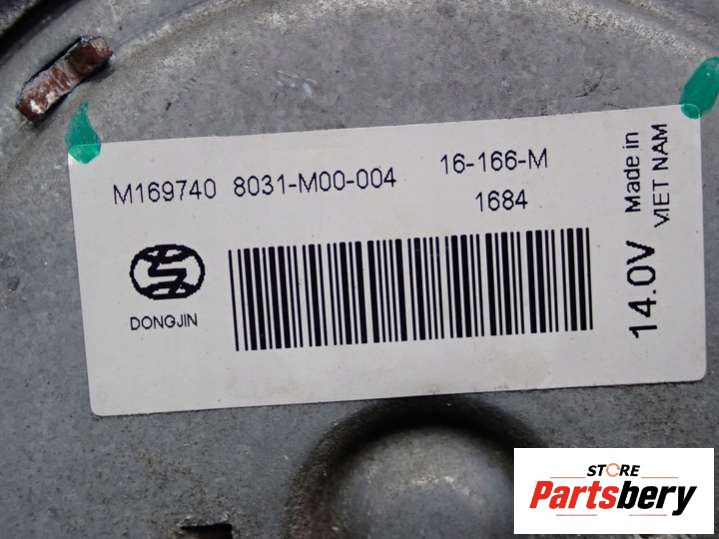 M169740 8031-M00-004 16-166-M
1684
DONGJIN
14.0V
Made in
VIET NAM
STORE
Partsbery